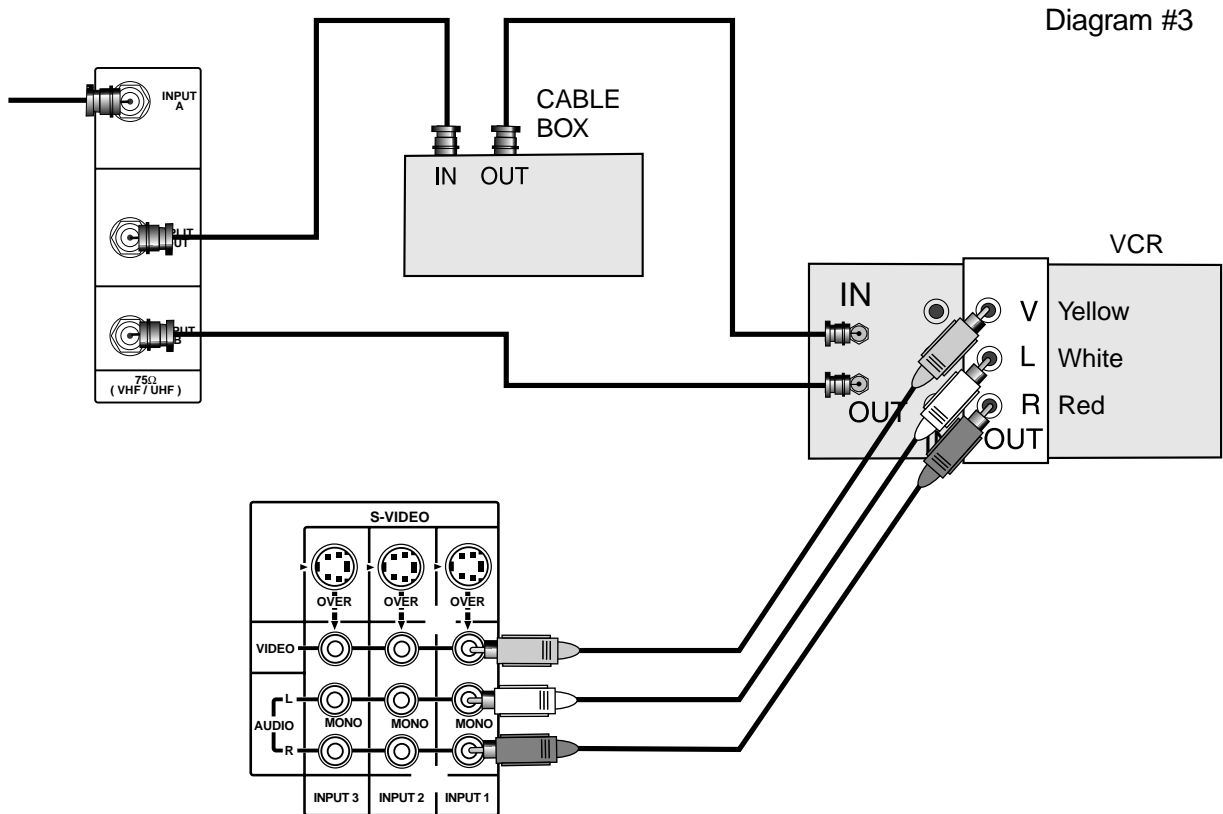 Diagram #3
INPUT
A
CABLE
BOX
IN OUT
75Ω
( VHF / UHF )
VCR
IN
OUT
V Yellow
L White
R Red
OUT
S-VIDEO
OVER OVER OVER
VIDEO
AUDIO
L
MONO MONO MONO
R
INPUT 3 INPUT 2 INPUT 1